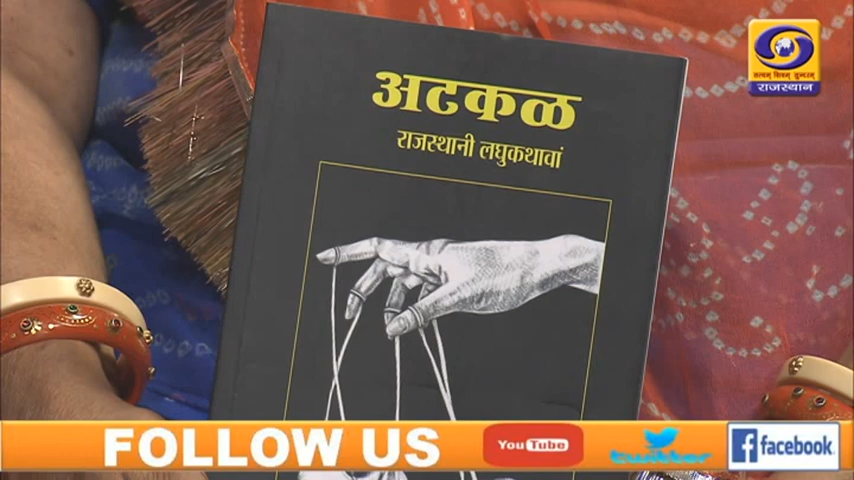 अटकळ
राजस्थानी लघुकथावां
सत्यम् शिवम् सुन्दरम्
राजस्थान
FOLLOW US
YouTube
twitter
facebook